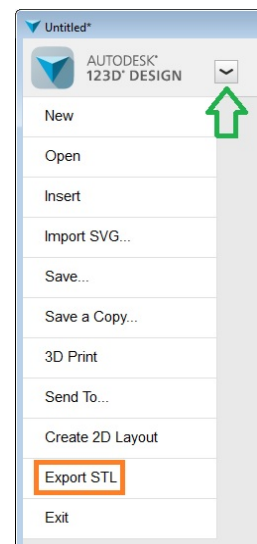 Untitled*
AUTODESK®
123D® DESIGN
New
Open
Insert
Import SVG...
Save...
Save a Copy...
3D Print
Send To...
Create 2D Layout
Export STL
Exit